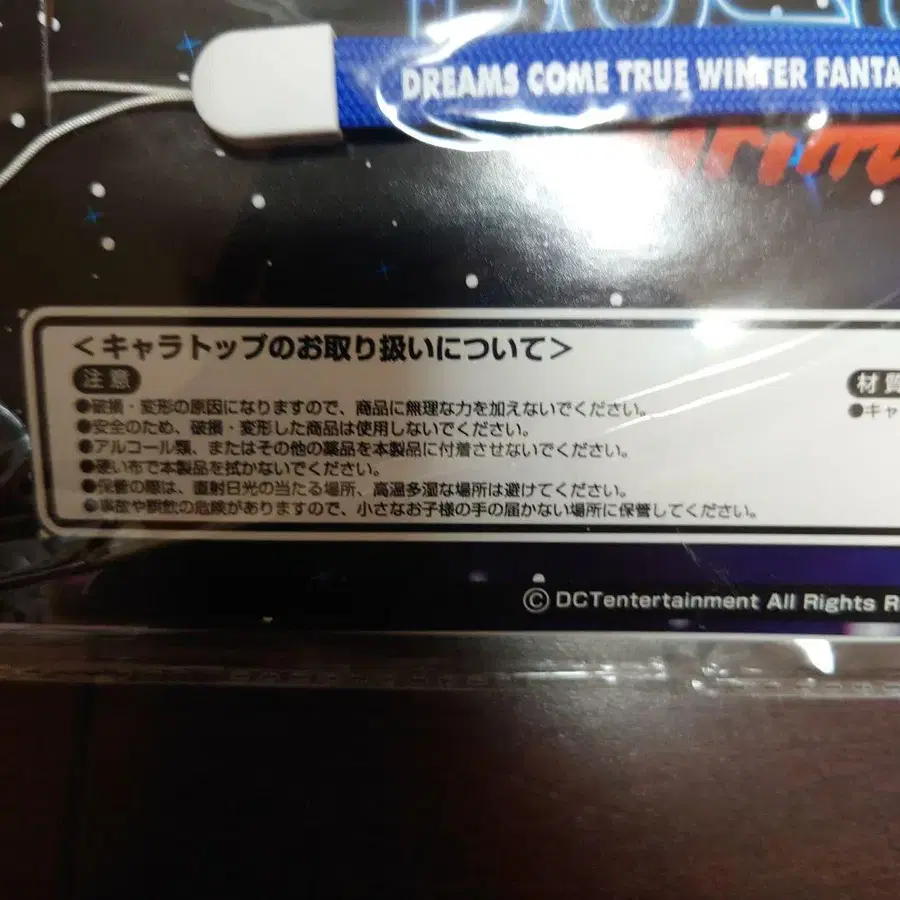 DREAMS COME TRUE WINTER FANTA
<キャラトップのお取り扱いについて>
注意
●破損・変形の原因になりますので、商品に無理な力を加えないでください。
●安全のため、破損・変形した商品は使用しないでください。
●アルコール類、またはその他の薬品を本製品に付着させないでください。
●硬い布で本製品を拭かないでください。
●保管の際は、直射日光の当たる場所、高温多湿な場所は避けてください。
●事故や誤飲の危険がありますので、小さなお子様の手の届かない場所に保管してください。
材質
●キャ
©DCTentertainment All Rights R